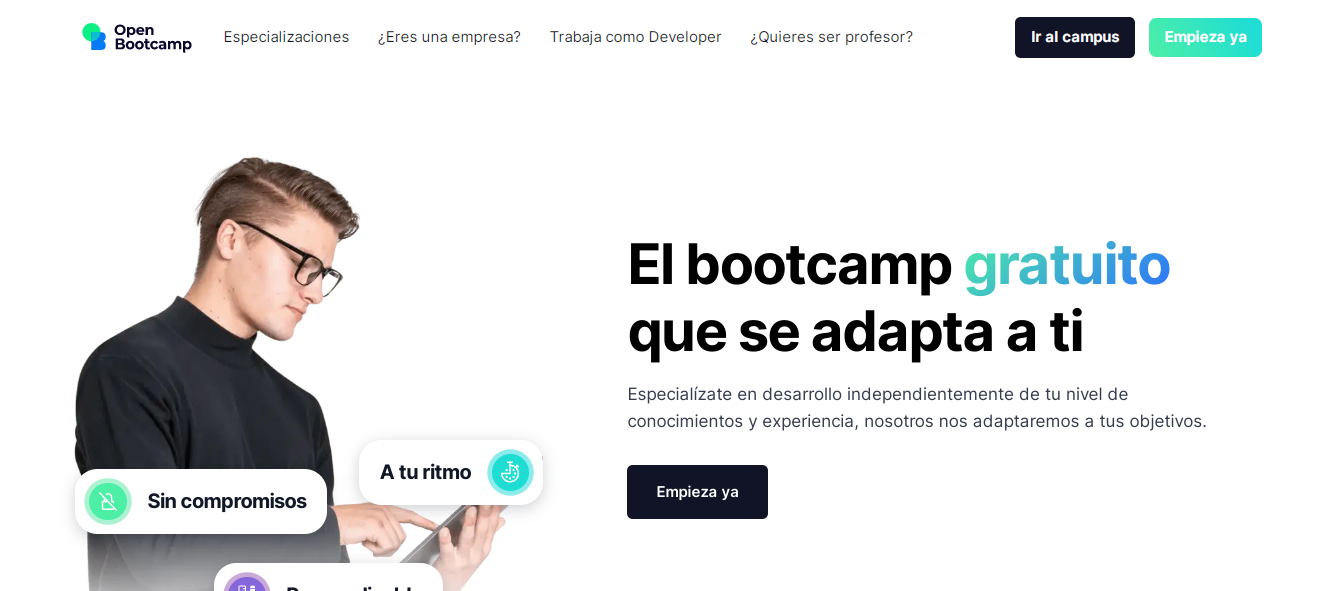 Open
Bootcamp
Especializaciones
¿Eres una empresa?
Trabaja como Developer
¿Quieres ser profesor?
Ir al campus
Empieza ya
El bootcamp gratuito
que se adapta a ti
Especialízate en desarrollo independientemente de tu nivel de
conocimientos y experiencia, nosotros nos adaptaremos a tus objetivos.
Empieza ya
A tu ritmo
Sin compromisos